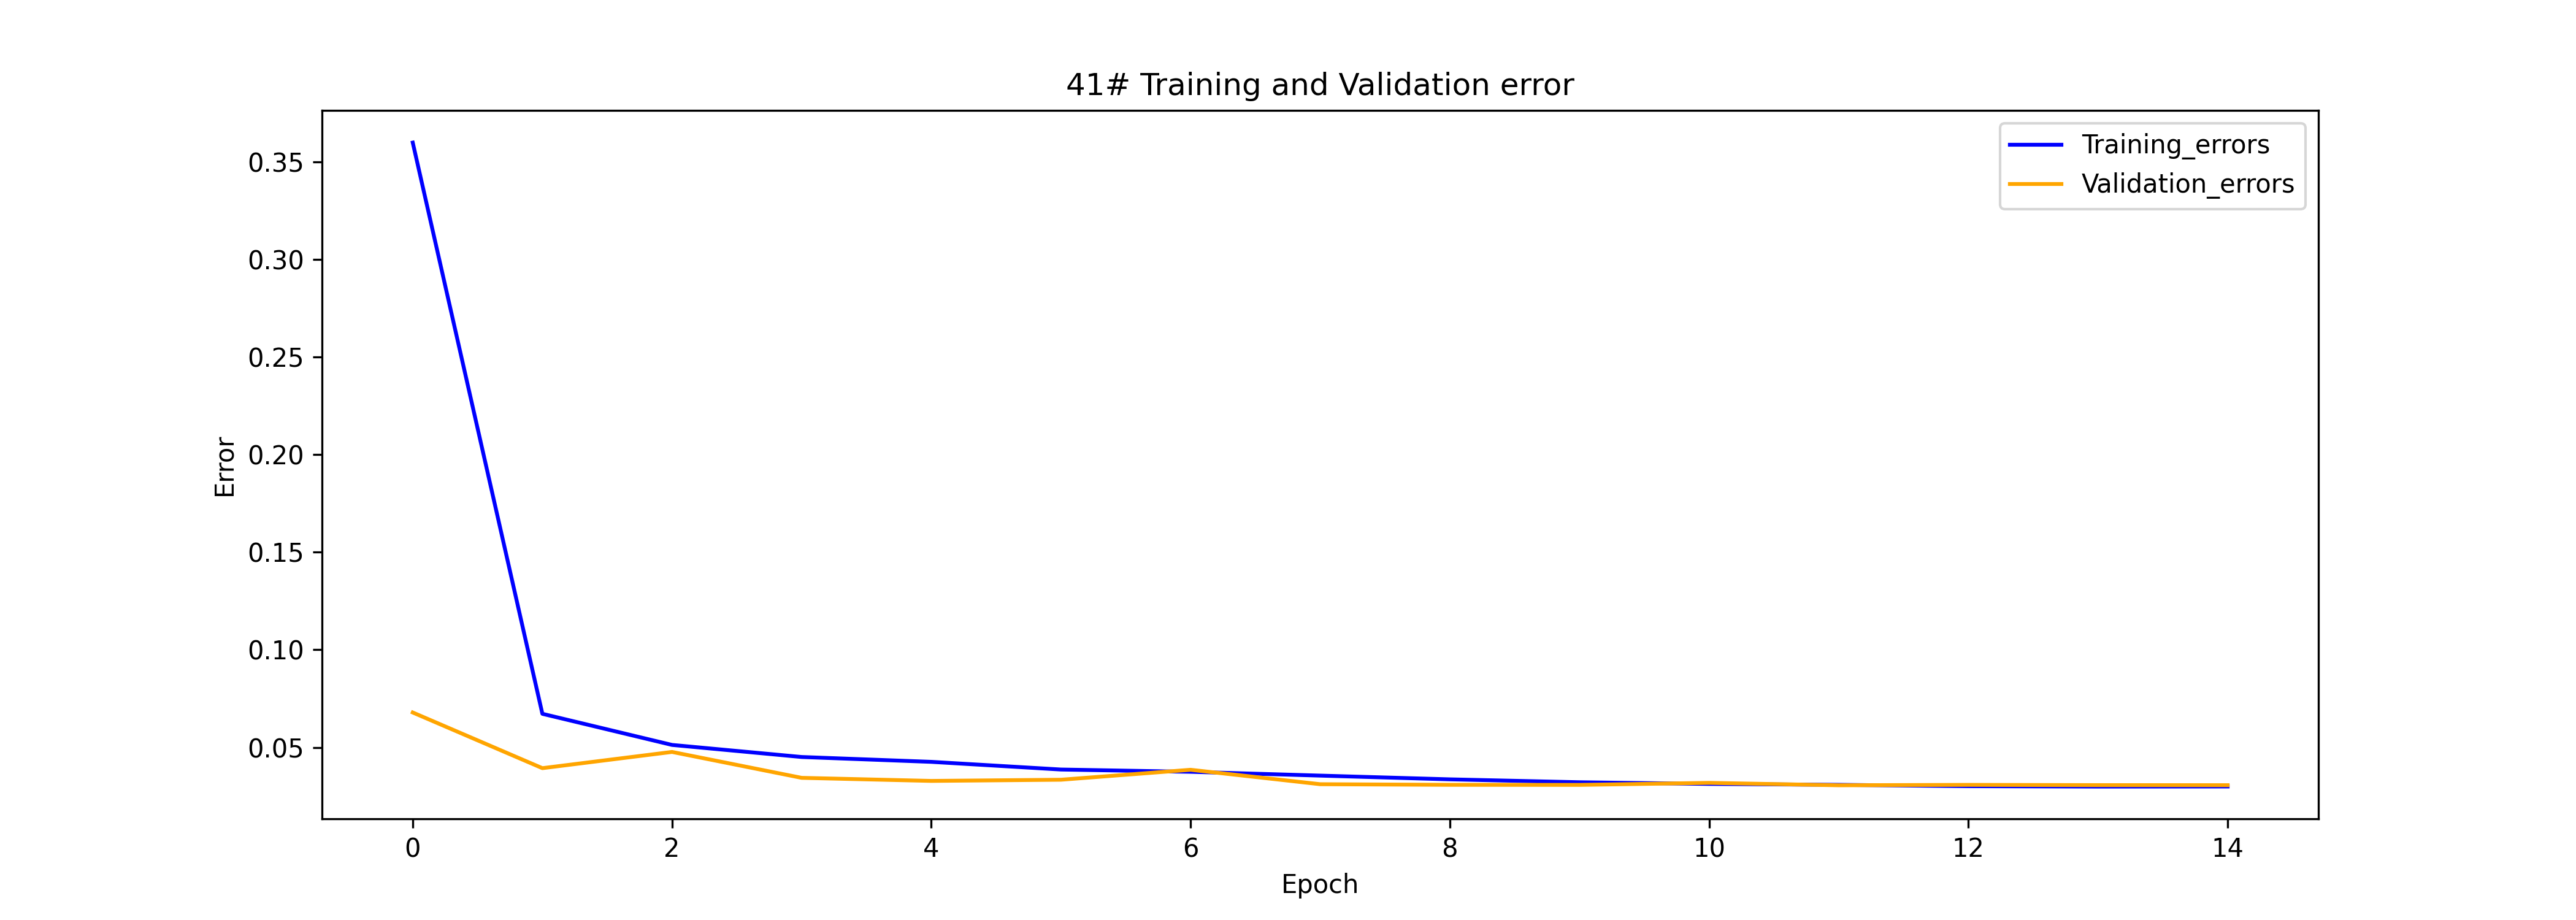 41# Training and Validation error
Training_errors
Validation_errors
0.35
0.30
0.25
0.20
0.15
0.10
0.05
Error
0 2 4 6 8 10 12 14
Epoch